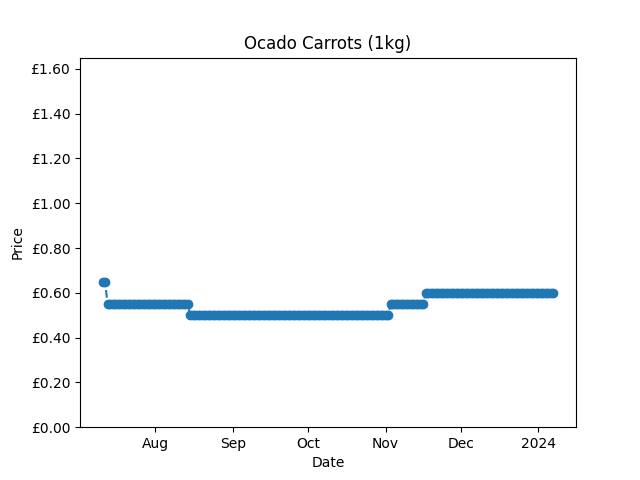 Ocado Carrots (1kg)
£1.60
£1.40
£1.20
£1.00
£0.80
£0.60
£0.40
£0.20
£0.00
Price
Aug Sep Oct Nov Dec 2024
Date